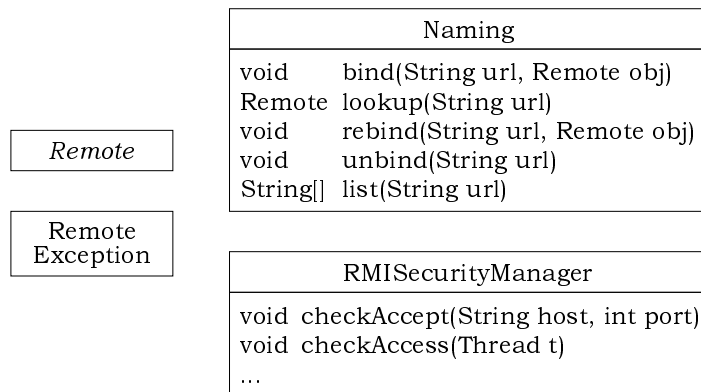 Naming
void bind(String url, Remote obj)
Remote lookup(String url)
void rebind(String url, Remote obj)
void unbind(String url)
String[] list(String url)
Remote
Remote
Exception
RMISecurityManager
void checkAccept(String host, int port)
void checkAccess(Thread t)
...